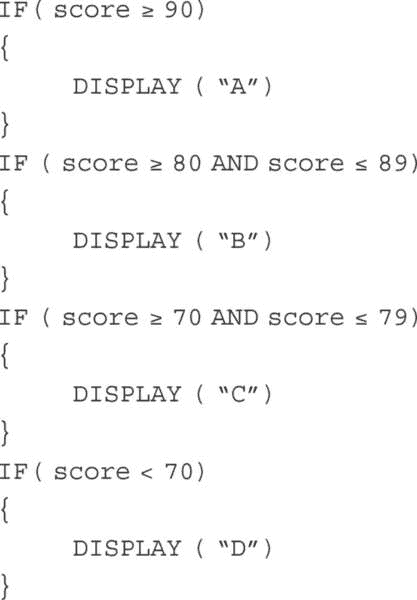 IF( score ≥ 90)
{
DISPLAY ( “A”)
}
IF ( score ≥ 80 AND score ≤ 89)
{
DISPLAY ( “B”)
}
IF ( score ≥ 70 AND score ≤ 79)
{
DISPLAY ( “C”)
}
IF( score < 70)
{
DISPLAY ( “D”)
}